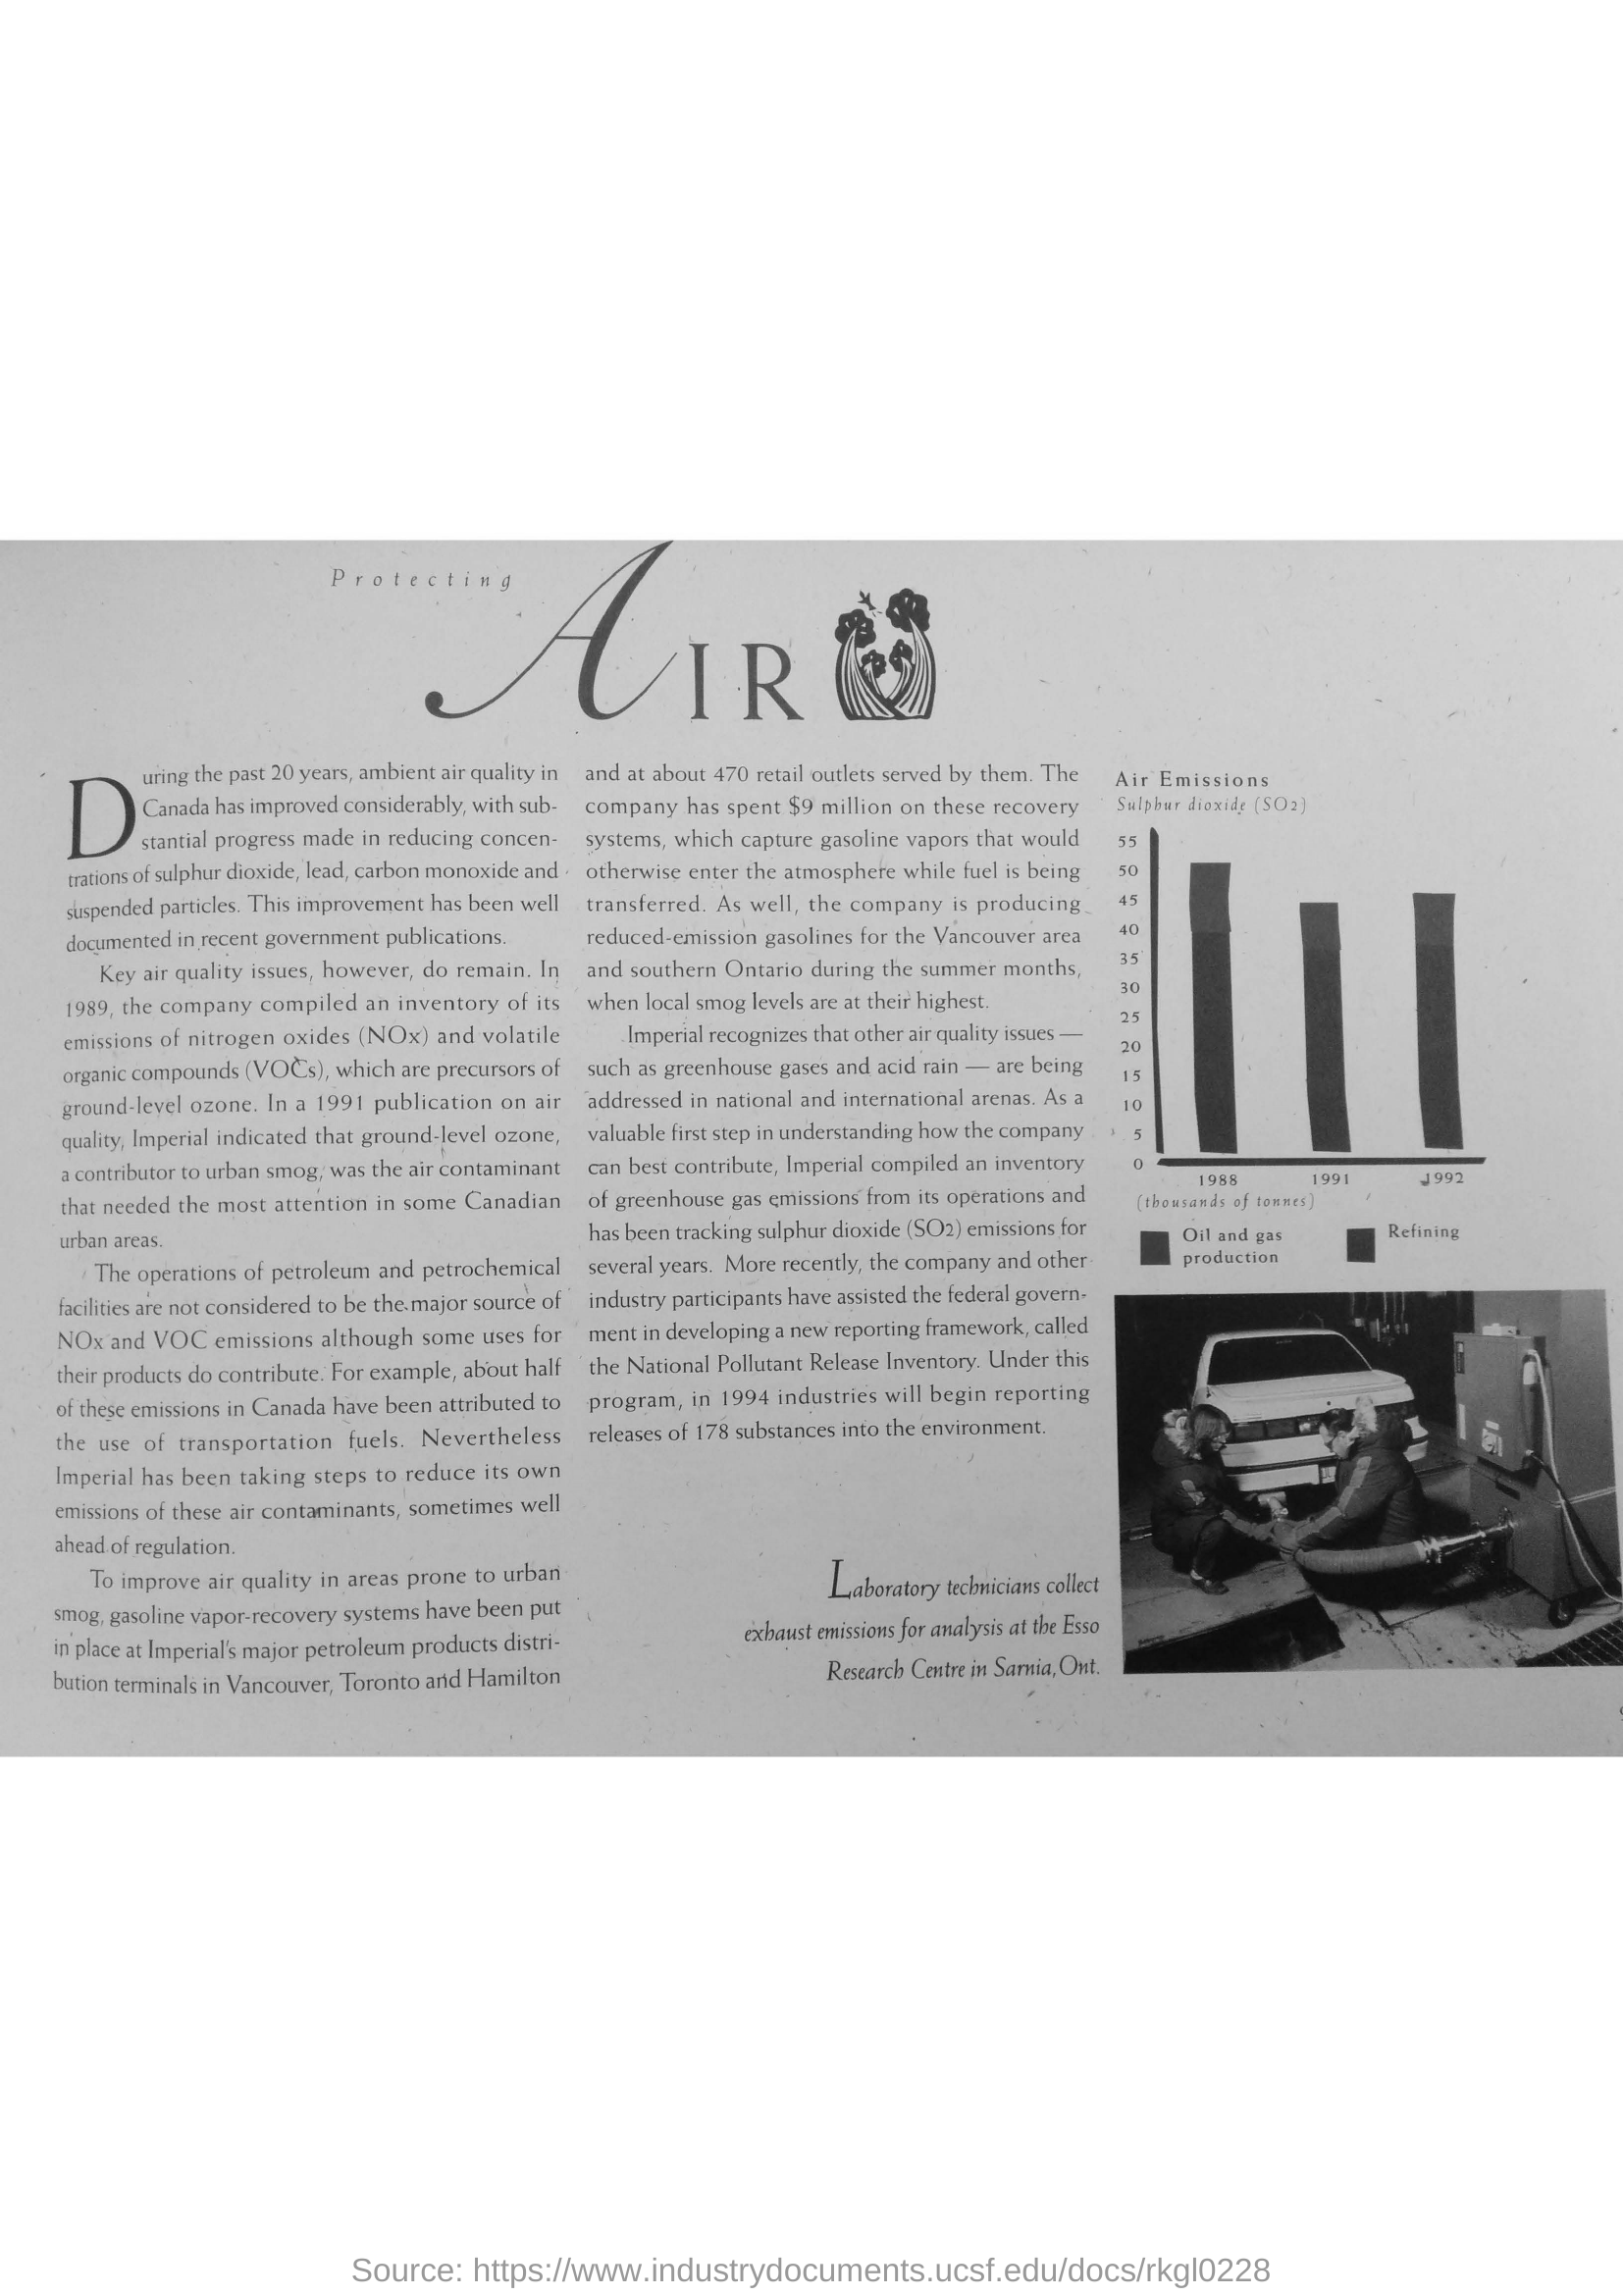 Protecting
AIR
During the past 20 years, ambient air quality in
Canada has improved considerably, with sub-
stantial progress made in reducing concen-
trations of sulphur dioxide, lead, carbon monoxide and
suspended particles. This improvement has been well
documented in recent government publications.
Key air quality issues, however, do remain. In
1989, the company compiled an inventory of its
emissions of nitrogen oxides (NOx) and volatile
organic compounds (VOCs), which are precursors of
ground-level ozone. In a 1991 publication on air
quality, Imperial indicated that ground-level ozone,
a contributor to urban smog, was the air contaminant
that needed the most attention in some Canadian
urban areas.
The operations of petroleum and petrochemical
facilities are not considered to be the major source of
NOx and VOC emissions although some uses for
their products do contribute. For example, about half
of these emissions in Canada have been attributed to
the use of transportation fuels. Nevertheless
Imperial has been taking steps to reduce its own
emissions of these air contaminants, sometimes well
ahead of regulation.
To improve air quality in areas prone to urban
smog, gasoline vapor-recovery systems have been put
in place at Imperial's major petroleum products distri-
bution terminals in Vancouver, Toronto and Hamilton
and at about 470 retail outlets served by them. The
company has spent $9 million on these recovery
systems, which capture gasoline vapors that would
otherwise enter the atmosphere while fuel is being
transferred. As well, the company is producing
reduced-emission gasolines for the Vancouver area
and southern Ontario during the summer months,
when local smog levels are at their highest.
Imperial recognizes that other air quality issues —
such as greenhouse gases and acid rain — are being
addressed in national and international arenas. As a
valuable first step in understanding how the company
can best contribute, Imperial compiled an inventory
of greenhouse gas emissions from its operations and
has been tracking sulphur dioxide (SO2) emissions for
several years. More recently, the company and other
industry participants have assisted the federal govern-
ment in developing a new reporting framework, called
the National Pollutant Release Inventory. Under this
program, in 1994 industries will begin reporting
releases of 178 substances into the environment.
Laboratory technicians collect
exhaust emissions for analysis at the Esso
Research Centre in Sarnia, Ont.
Air Emissions
Sulphur dioxide (SO2)
55
50
45
40
35
30
25
20
15
10
5
0
1988 1991 1992
(thousands of tonnes)
Oil and gas
production
Refining
Source: https://www.industrydocuments.ucsf.edu/docs/rkgl0228